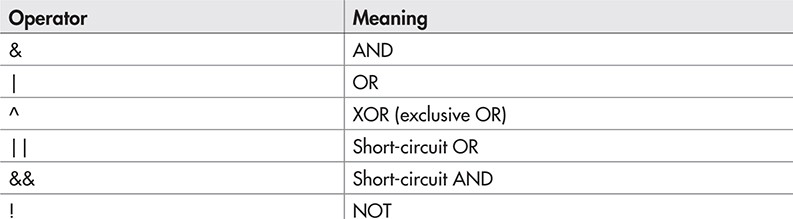 Operator Meaning
& AND
| OR
^ XOR (exclusive OR)
|| Short-circuit OR
&& Short-circuit AND
! NOT